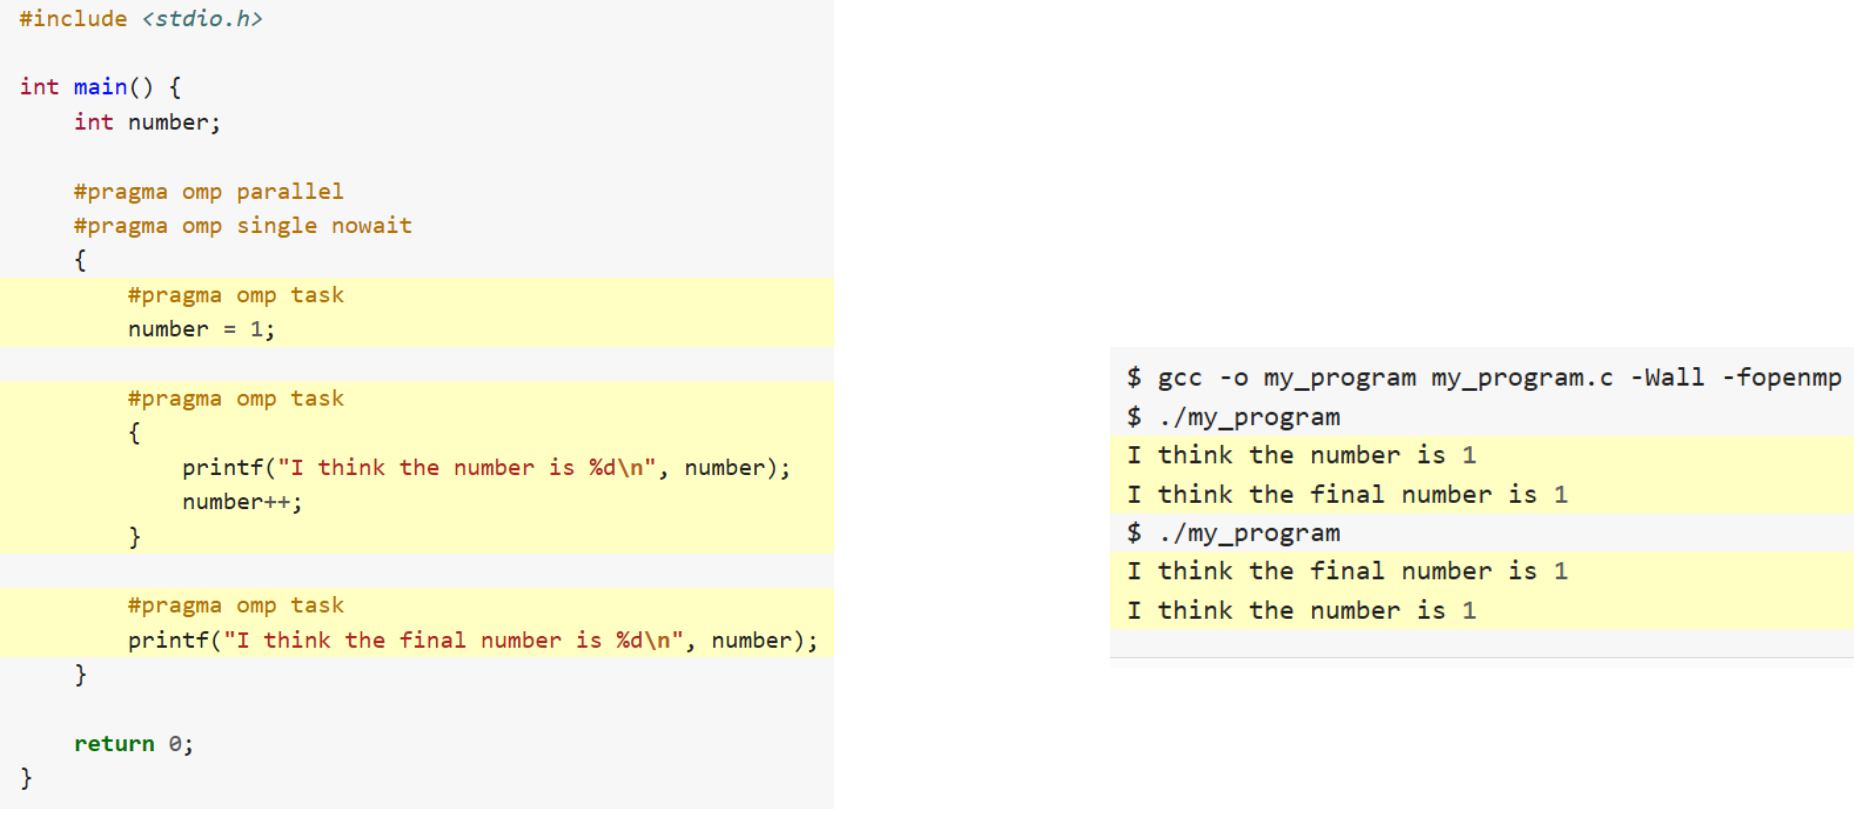 #include <stdio.h>
int main() {
int number;
#pragma omp parallel
#pragma omp single nowait
{
#pragma omp task
number = 1;
#pragma omp task
{
printf("I think the number is %d\n", number);
number++;
}
#pragma omp task
printf("I think the final number is %d\n", number);
}
return 0;
}
$ gcc -o my_program my_program.c -Wall -fopenmp
$ ./my_program
I think the number is 1
I think the final number is 1
$ ./my_program
I think the final number is 1
I think the number is 1